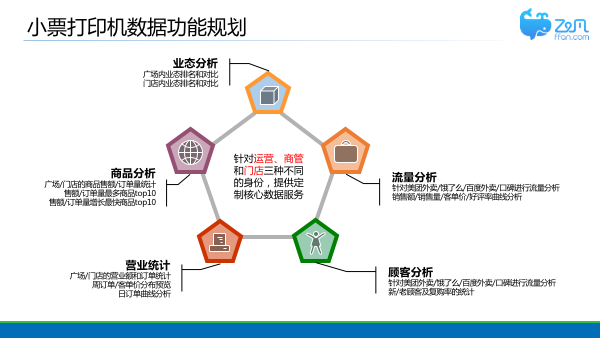 小票打印机数据功能规划
ffan.com
业态分析
广场内业态排名和对比
门店内业态排名和对比
商品分析
广场/门店的商品售额/订单量统计
售额/订单量最多商品top10
售额/订单量增长最快商品top10
针对运营、商管
和门店三种不同
的身份，提供定
制核心数据服务
流量分析
针对美团外卖/饿了么/百度外卖/口碑进行流量分析
销售额/销售量/客单价/好评率曲线分析
营业统计
广场/门店的营业额和订单统计
周订单/客单价分布预览
日订单曲线分析
顾客分析
针对美团外卖/饿了么/百度外卖/口碑进行流量分析
新/老顾客及复购率的统计